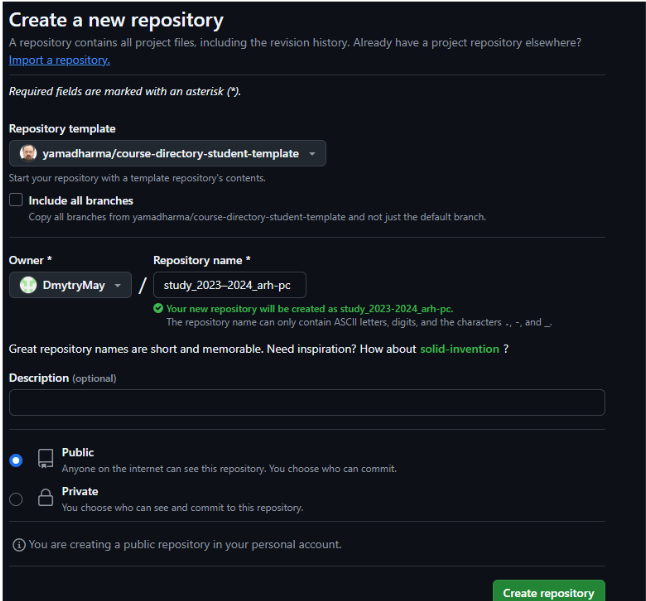 Create a new repository
A repository contains all project files, including the revision history. Already have a project repository elsewhere?
Import a repository.
Required fields are marked with an asterisk (*).
Repository template
yamadharma/course-directory-student-template
Start your repository with a template repository's contents.
Include all branches
Copy all branches from yamadharma/course-directory-student-template and not just the default branch.
Owner * Repository name *
DmytryMay / study_2023–2024_arh-pc
Your new repository will be created as study_2023-2024_arh-pc.
The repository name can only contain ASCII letters, digits, and the characters ., -, and _.
Great repository names are short and memorable. Need inspiration? How about solid-invention ?
Description (optional)
Public
Anyone on the internet can see this repository. You choose who can commit.
Private
You choose who can see and commit to this repository.
You are creating a public repository in your personal account.
Create repository